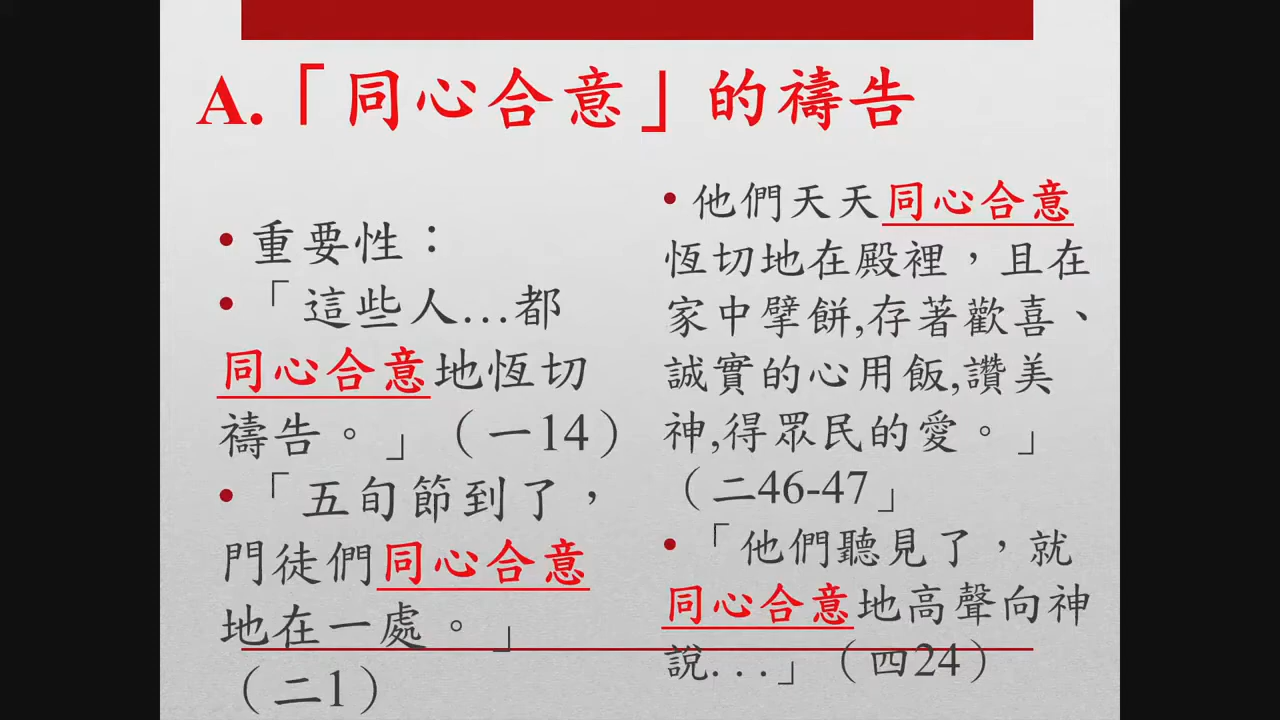 A.「同心合意」的禱告
• 重要性：
• 「這些人...都
同心合意地恆切
禱告。」（一14）
• 「五旬節到了，
門徒們同心合意
地在一處。」
（二1）
• 他們天天同心合意
恆切地在殿裡，且在
家中擘餅,存著歡喜、
誠實的心用飯,讚美
神,得眾民的愛。」
（二46-47」
• 「他們聽見了，就
同心合意地高聲向神
說...」（四24）